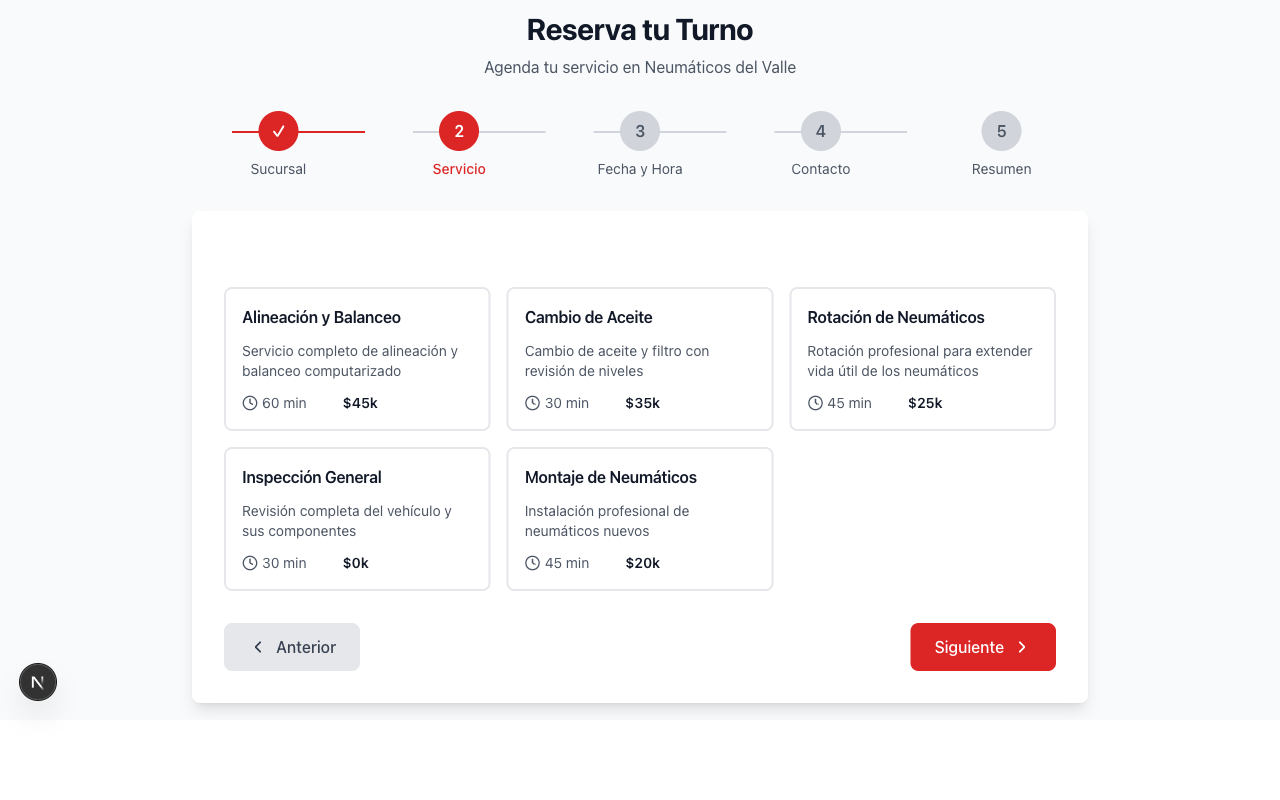 Reserva tu Turno
Agenda tu servicio en Neumáticos del Valle
2
3
4
5
Sucursal
Servicio
Fecha y Hora
Contacto
Resumen
Alineación y Balanceo
Servicio completo de alineación y
balanceo computarizado
60 min
$45k
Cambio de Aceite
Cambio de aceite y filtro con
revisión de niveles
30 min
$35k
Rotación de Neumáticos
Rotación profesional para extender
vida útil de los neumáticos
45 min
$25k
Inspección General
Revisión completa del vehículo y
sus componentes
30 min
$0k
Montaje de Neumáticos
Instalación profesional de
neumáticos nuevos
45 min
$20k
Anterior
Siguiente
N